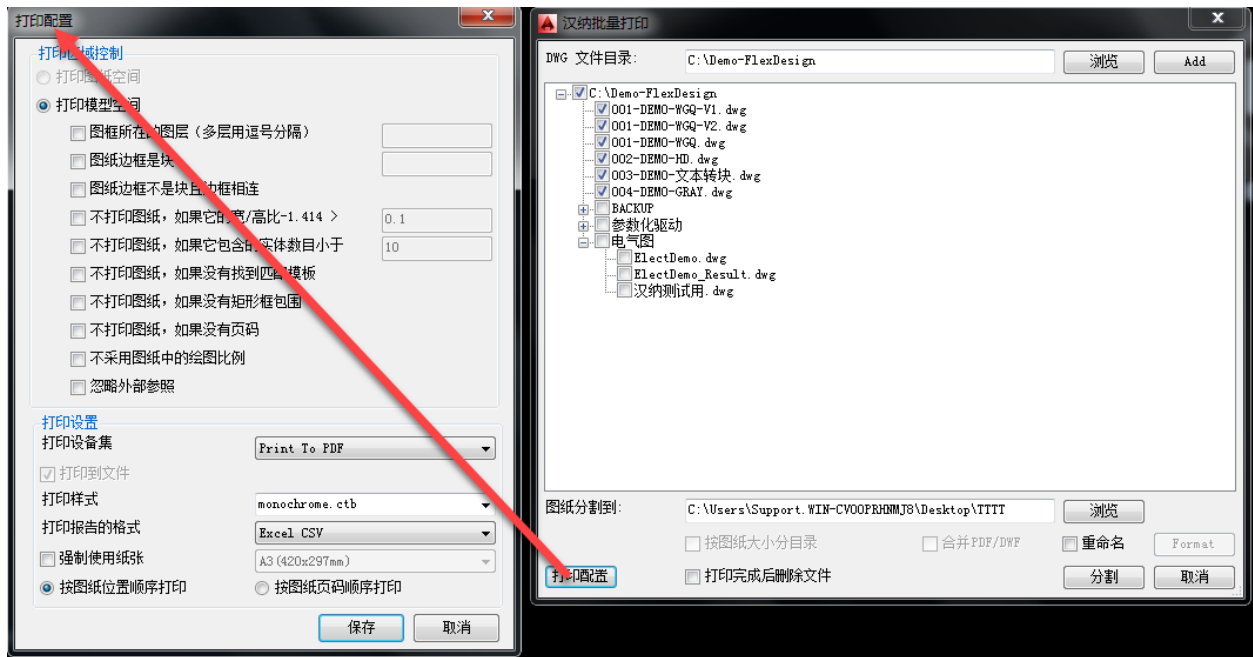 打印配置
打印区域控制
打印图纸空间
打印模型空间
图框所在的图层（多层用逗号分隔）
图纸边框是块
图纸边框不是块且边框相连
不打印图纸，如果它的宽/高比-1.414 > 0.1
不打印图纸，如果它包含的实体数目小于 10
不打印图纸，如果没有找到匹配模板
不打印图纸，如果没有矩形框包围
不打印图纸，如果没有页码
不采用图纸中的绘图比例
忽略外部参照
打印设置
打印设备集 Print To PDF
打印到文件
打印样式 monochrome.ctb
打印报告的格式 Excel CSV
强制使用纸张 A3(420x297mm)
按图纸位置顺序打印 按图纸页码顺序打印
保存 取消
汉纳批量打印
DWG 文件目录： C:\Demo-FlexDesign 浏览 Add
C:\Demo-FlexDesign
001-DEMO-WGQ-V1.dwg
001-DEMO-WGQ-V2.dwg
001-DEMO-WGQ.dwg
002-DEMO-HD.dwg
003-DEMO-文本转块.dwg
004-DEMO-GRAY.dwg
BACKUP
参数化驱动
电气图
ElectDemo.dwg
ElectDemo_Result.dwg
汉纳测试用.dwg
图纸分割到： C:\Users\Support.WIN-CVOOPRHNMJ8\Desktop\TTTT 浏览
按图纸大小分目录 合并PDF/DWF 重命名 Format
打印配置 打印完成后删除文件 分割 取消